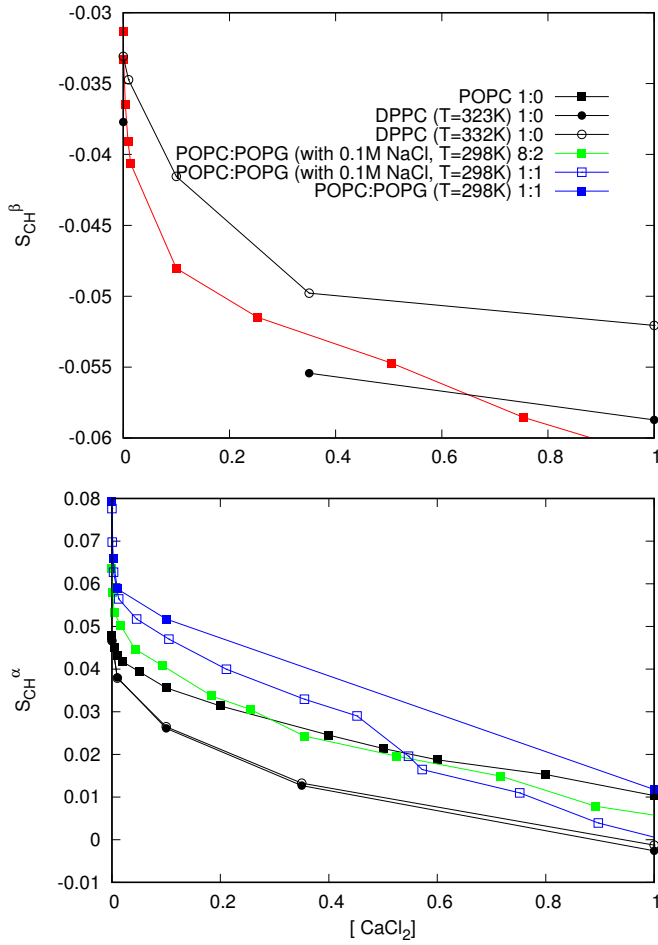 -0.03
-0.035
-0.04
-0.045
-0.05
-0.055
-0.06
S_CH^β
POPC 1:0
DPPC (T=323K) 1:0
DPPC (T=332K) 1:0
POPC:POPG (with 0.1M NaCl, T=298K) 8:2
POPC:POPG (with 0.1M NaCl, T=298K) 1:1
POPC:POPG (T=298K) 1:1
0 0.2 0.4 0.6 0.8 1
0.08
0.07
0.06
0.05
0.04
0.03
0.02
0.01
0
-0.01
S_CH^α
0 0.2 0.4 0.6 0.8 1
[ CaCl₂]